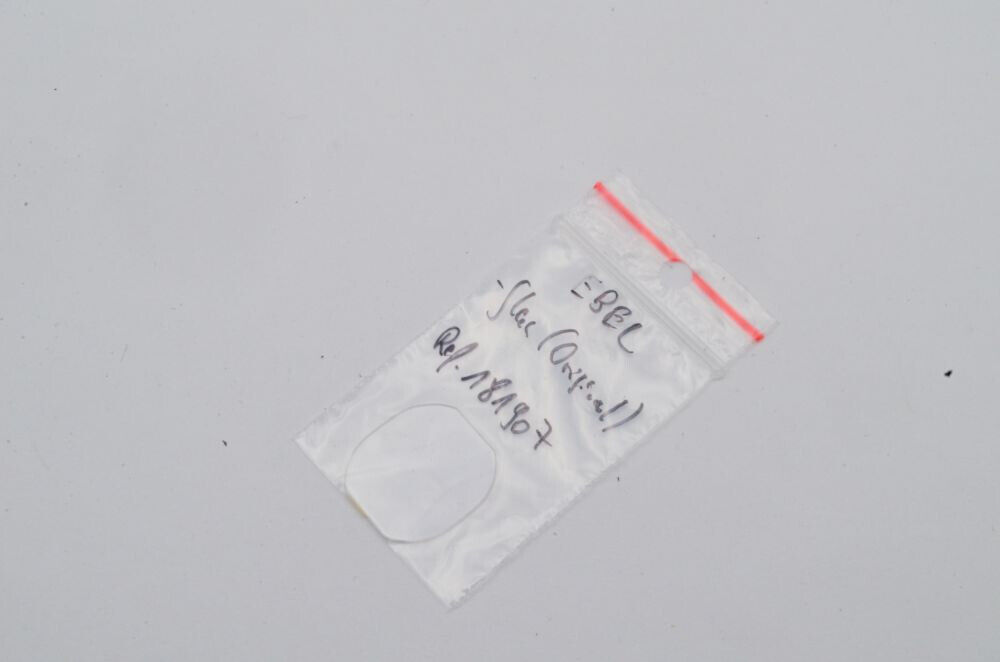 EBEL
-Glas (Original)
Ref. 181907